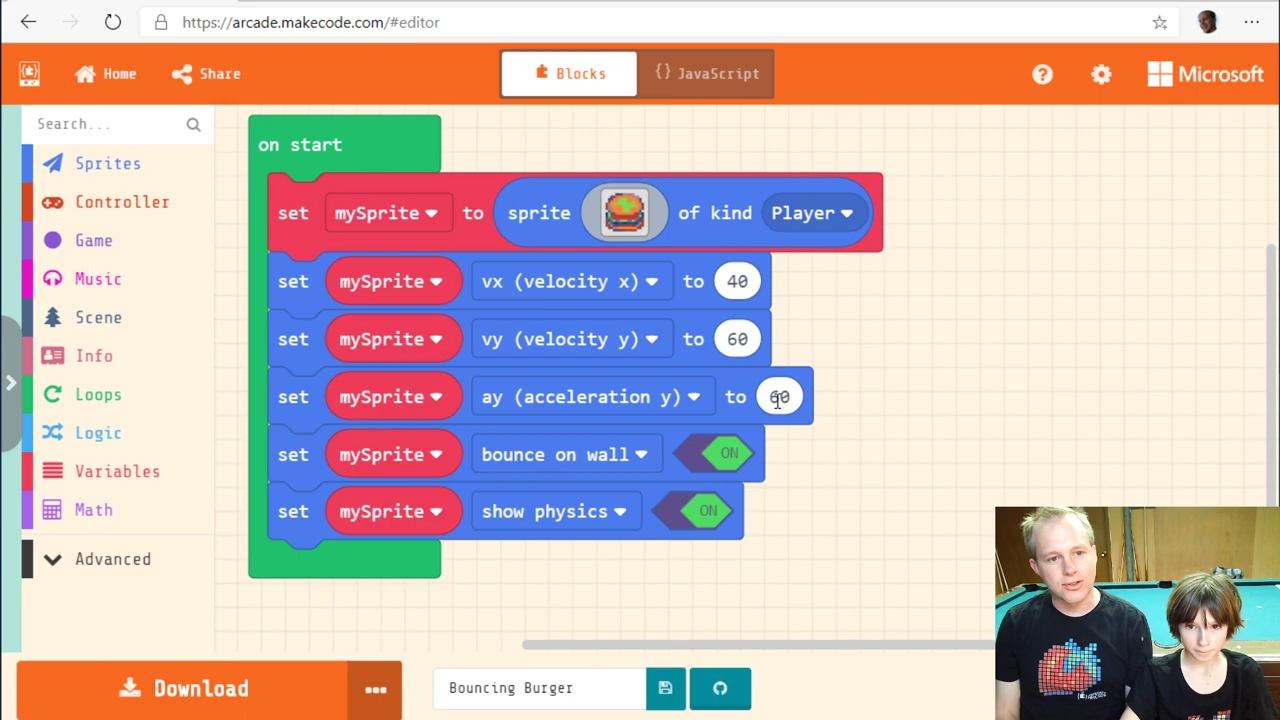 https://arcade.makecode.com/#editor
Home
Share
Blocks
{} JavaScript
?
Microsoft
Search...
Sprites
Controller
Game
Music
Scene
Info
Loops
Logic
Variables
Math
Advanced
on start
set mySprite to sprite of kind Player
set mySprite vx (velocity x) to 40
set mySprite vy (velocity y) to 60
set mySprite ay (acceleration y) to 60
set mySprite bounce on wall ON
set mySprite show physics ON
Download
Bouncing Burger